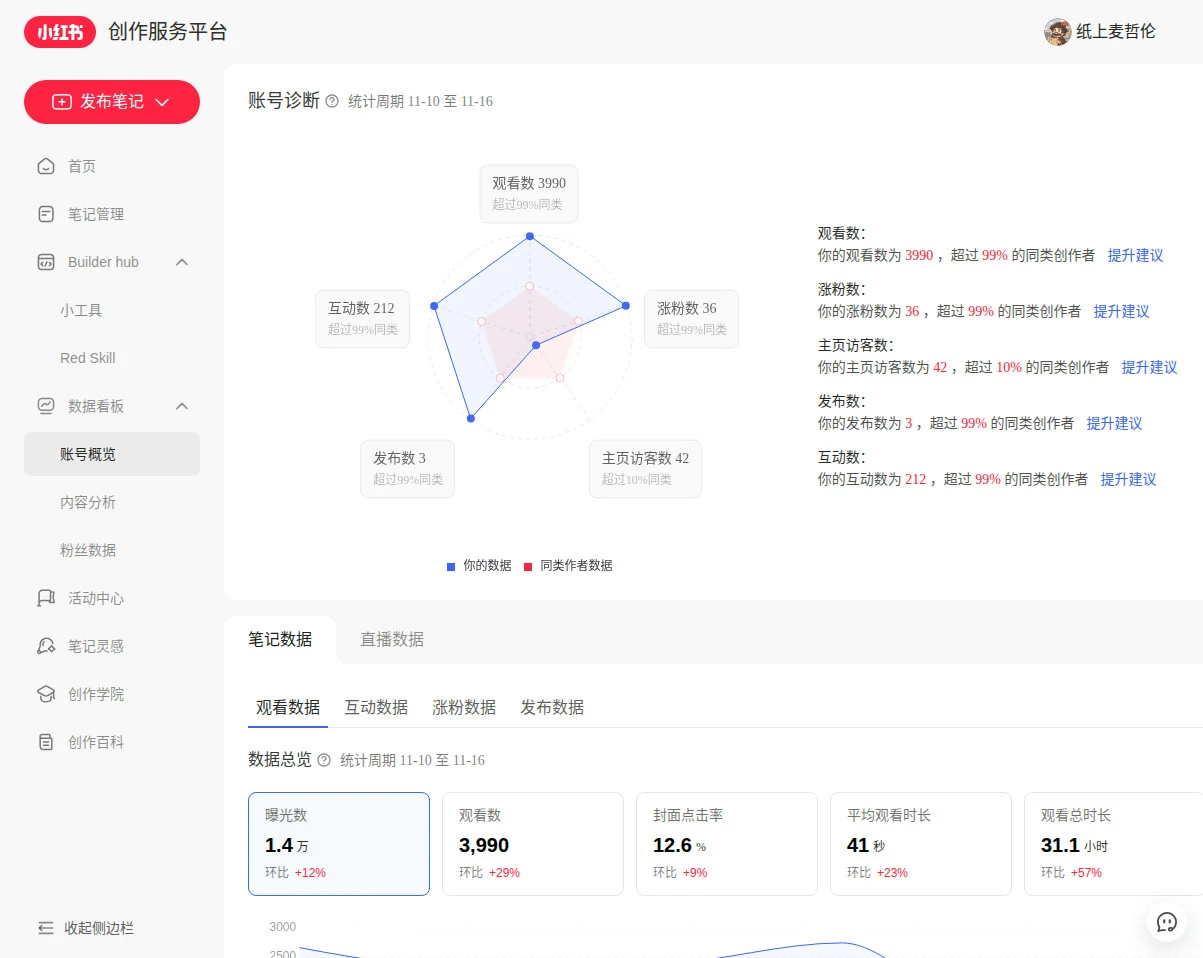 小红书 创作服务平台
纸上麦哲伦
发布笔记
首页
笔记管理
Builder hub
小工具
Red Skill
数据看板
账号概览
内容分析
粉丝数据
活动中心
笔记灵感
创作学院
创作百科
收起侧边栏
账号诊断 统计周期 11-10 至 11-16
观看数 3990
超过99%同类
互动数 212
超过99%同类
涨粉数 36
超过99%同类
发布数 3
超过99%同类
主页访客数 42
超过10%同类
你的数据 同类作者数据
观看数：
你的观看数为 3990 ，超过 99% 的同类创作者 提升建议
涨粉数：
你的涨粉数为 36 ，超过 99% 的同类创作者 提升建议
主页访客数：
你的主页访客数为 42 ，超过 10% 的同类创作者 提升建议
发布数：
你的发布数为 3 ，超过 99% 的同类创作者 提升建议
互动数：
你的互动数为 212 ，超过 99% 的同类创作者 提升建议
笔记数据 直播数据
观看数据 互动数据 涨粉数据 发布数据
数据总览 统计周期 11-10 至 11-16
曝光数
1.4 万
环比 +12%
观看数
3,990
环比 +29%
封面点击率
12.6 %
环比 +9%
平均观看时长
41 秒
环比 +23%
观看总时长
31.1 小时
环比 +57%
3000
2500